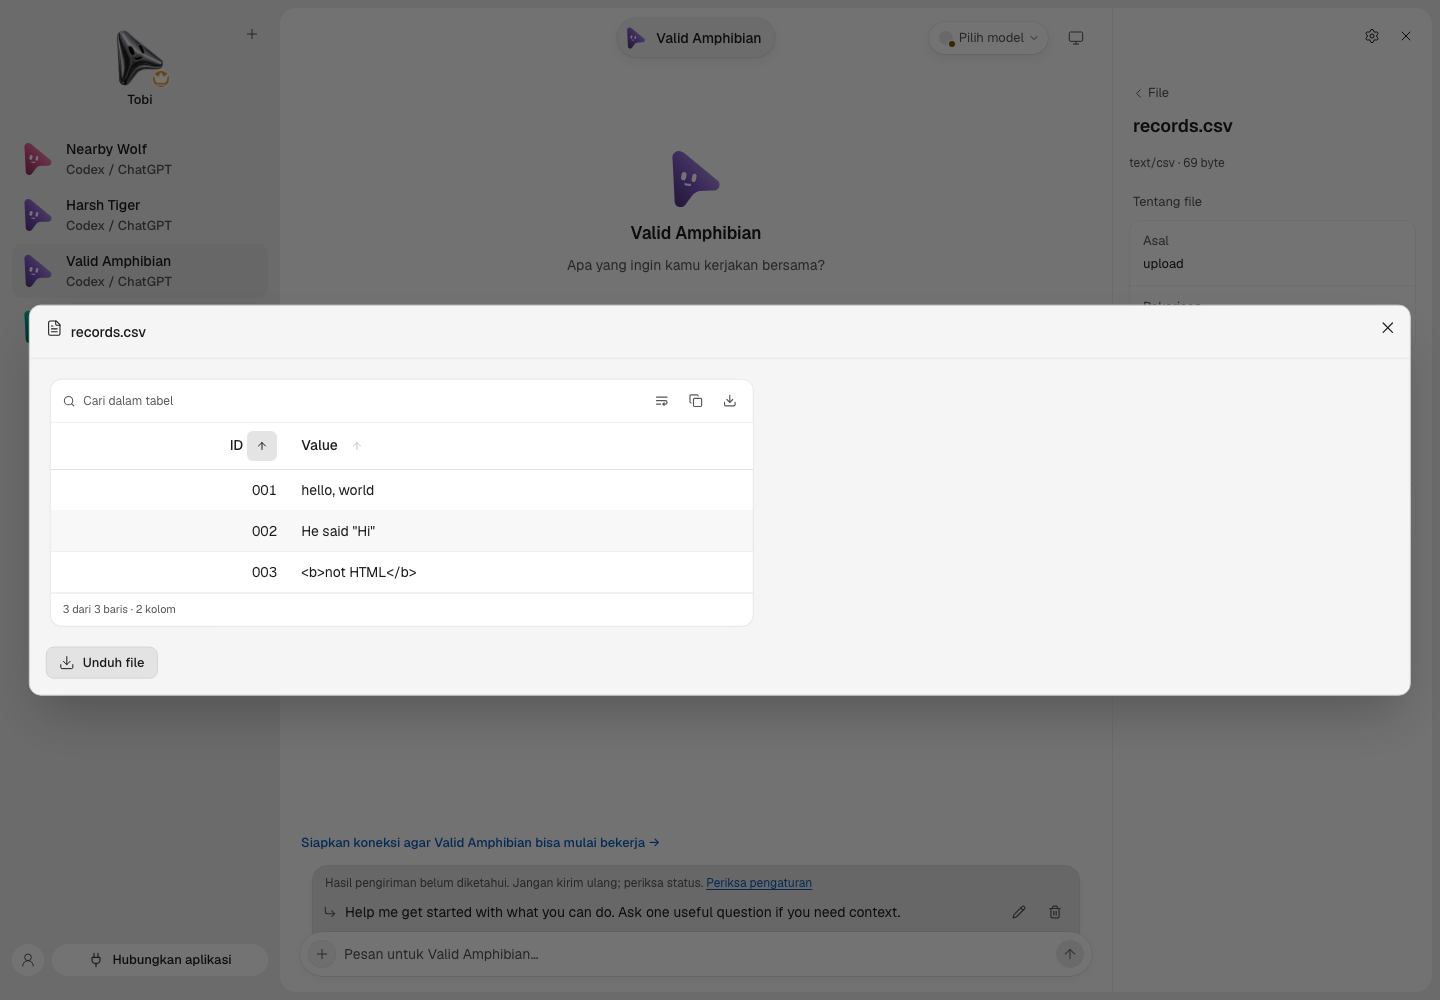 Tobi
Nearby Wolf
Codex / ChatGPT
Harsh Tiger
Codex / ChatGPT
Valid Amphibian
Codex / ChatGPT
Hubungkan aplikasi
Valid Amphibian
Pilih model
Valid Amphibian
Apa yang ingin kamu kerjakan bersama?
File
records.csv
text/csv · 69 byte
Tentang file
Asal
upload
records.csv
Cari dalam tabel
ID Value
001 hello, world
002 He said "Hi"
003 <b>not HTML</b>
3 dari 3 baris · 2 kolom
Unduh file
Siapkan koneksi agar Valid Amphibian bisa mulai bekerja →
Hasil pengiriman belum diketahui. Jangan kirim ulang; periksa status. Periksa pengaturan
Help me get started with what you can do. Ask one useful question if you need context.
Pesan untuk Valid Amphibian...